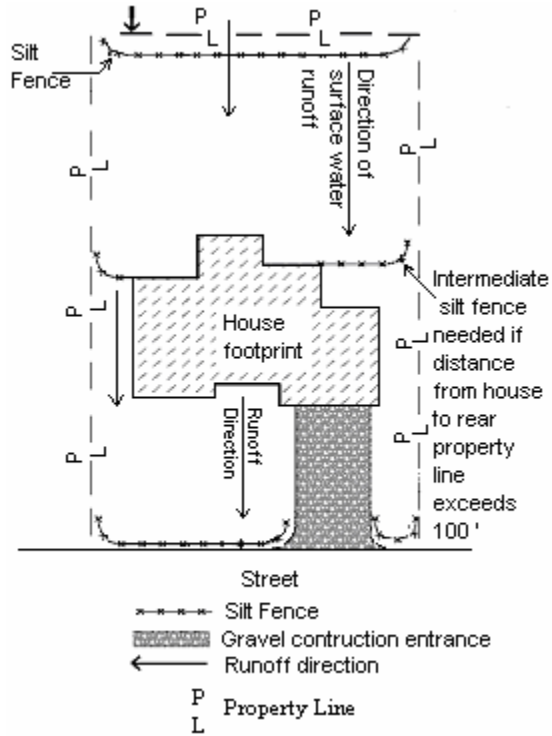 P
L
P
L
Silt
Fence
Direction of
surface water
runoff
P
L
P
L
Intermediate
silt fence
needed if
distance
from house
to rear
property
line
exceeds
100 '
P
L
P
L
House
footprint
Runoff
Direction
P
L
P
L
Street
Silt Fence
Gravel contruction entrance
Runoff direction
P
L
Property Line